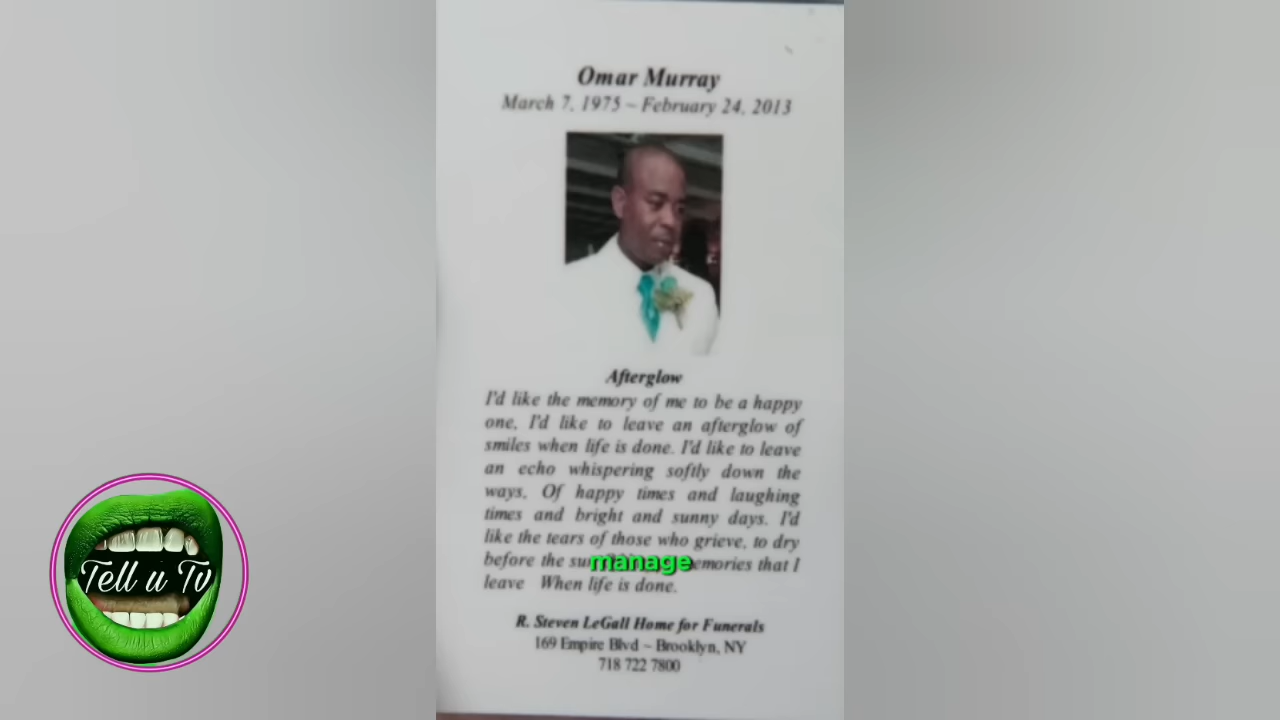 Omar Murray
March 7, 1975 ~ February 24, 2013
Afterglow
I'd like the memory of me to be a happy
one, I'd like to leave an afterglow of
smiles when life is done. I'd like to leave
an echo whispering softly down the
ways, Of happy times and laughing
times and bright and sunny days. I'd
like the tears of those who grieve, to dry
before the manage that I
leave When life is done.
R. Steven LeGall Home for Funerals
169 Empire Blvd ~ Brooklyn, NY
718 722 7800
Tell u Tv